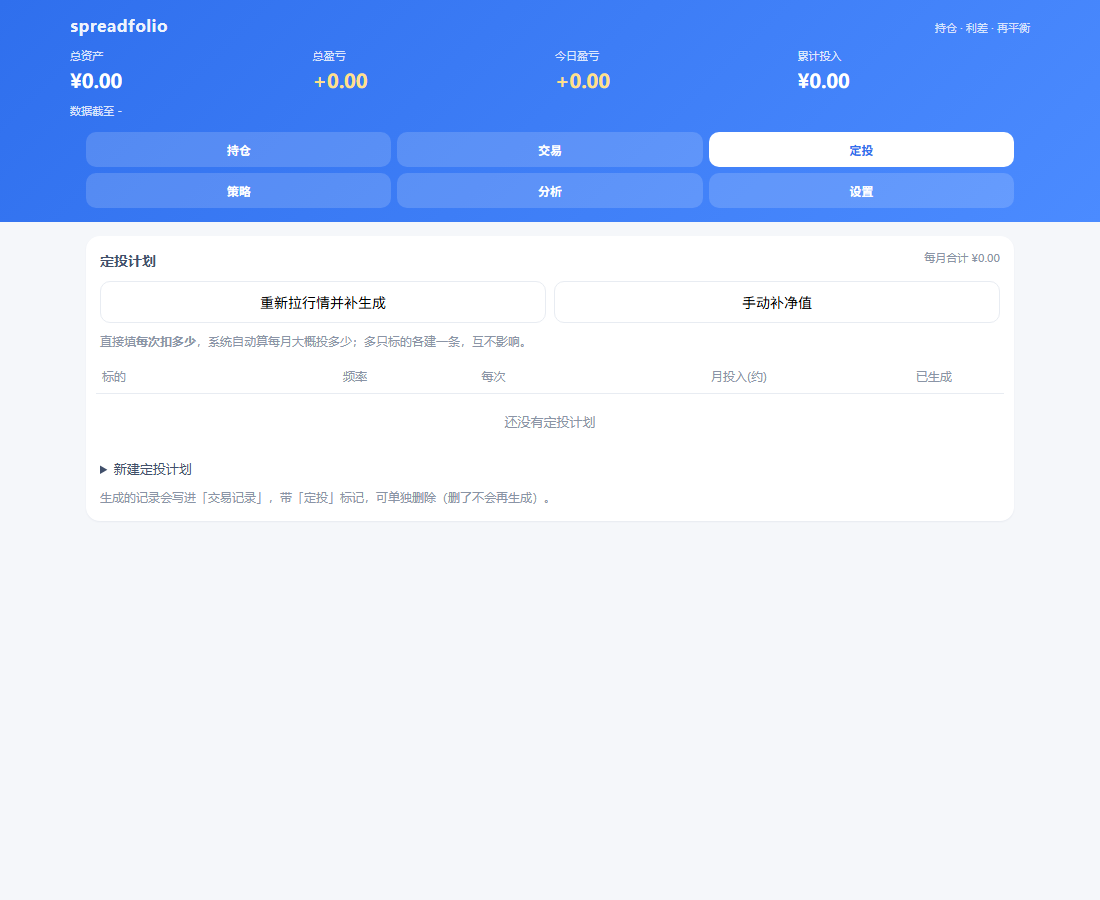 spreadfolio
持仓 · 利差 · 再平衡
总资产 总盈亏 今日盈亏 累计投入
¥0.00 +0.00 +0.00 ¥0.00
数据截至 -
持仓 交易 定投
策略 分析 设置
定投计划 每月合计 ¥0.00
重新拉行情并补生成 手动补净值
直接填每次扣多少，系统自动算每月大概投多少；多只标的各建一条，互不影响。
标的 频率 每次 月投入(约) 已生成
还没有定投计划
▶ 新建定投计划
生成的记录会写进「交易记录」，带「定投」标记，可单独删除（删了不会再生成）。